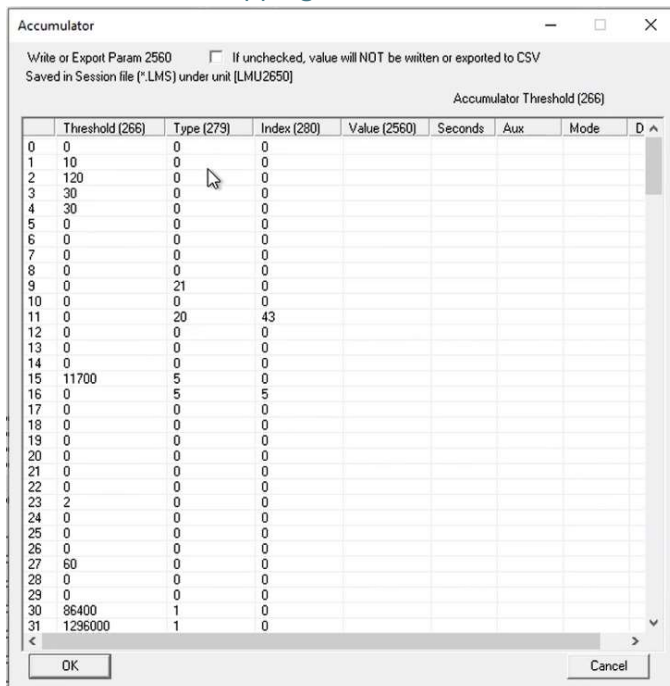 Accumulator
Write or Export Param 2560 If unchecked, value will NOT be written or exported to CSV
Saved in Session file (*.LMS) under unit [LMU2650]
Accumulator Threshold (266)
Threshold (266) Type (279) Index (280) Value (2560) Seconds Aux Mode D
0 0 0 0
1 10 0 0
2 120 0 0
3 30 0 0
4 30 0 0
5 0 0 0
6 0 0 0
7 0 0 0
8 0 0 0
9 0 21 0
10 0 0 0
11 0 20 43
12 0 0 0
13 0 0 0
14 0 0 0
15 11700 5 0
16 0 5 5
17 0 0 0
18 0 0 0
19 0 0 0
20 0 0 0
21 0 0 0
22 0 0 0
23 2 0 0
24 0 0 0
25 0 0 0
26 0 0 0
27 60 0 0
28 0 0 0
29 0 0 0
30 86400 1 0
31 1296000 1 0
OK Cancel